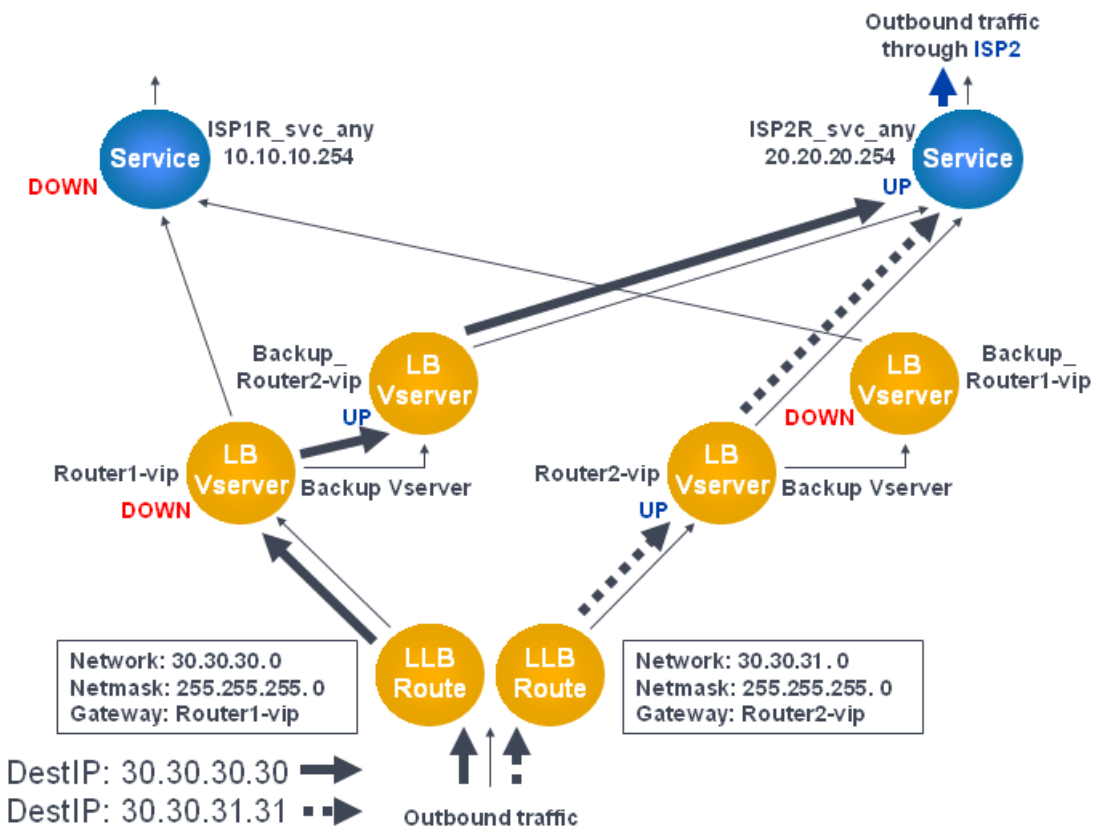 Outbound traffic
through ISP2
ISP1R_svc_any
10.10.10.254
Service
DOWN
ISP2R_svc_any
20.20.20.254
Service
UP
Backup_
Router2-vip
LB
Vserver
UP
LB
Vserver
Backup_
Router1-vip
DOWN
Router1-vip
LB
Vserver
Backup Vserver
DOWN
Router2-vip
LB
Vserver
Backup Vserver
UP
Network: 30.30.30.0
Netmask: 255.255.255.0
Gateway: Router1-vip
LLB
Route
LLB
Route
Network: 30.30.31.0
Netmask: 255.255.255.0
Gateway: Router2-vip
DestIP: 30.30.30.30
DestIP: 30.30.31.31
Outbound traffic